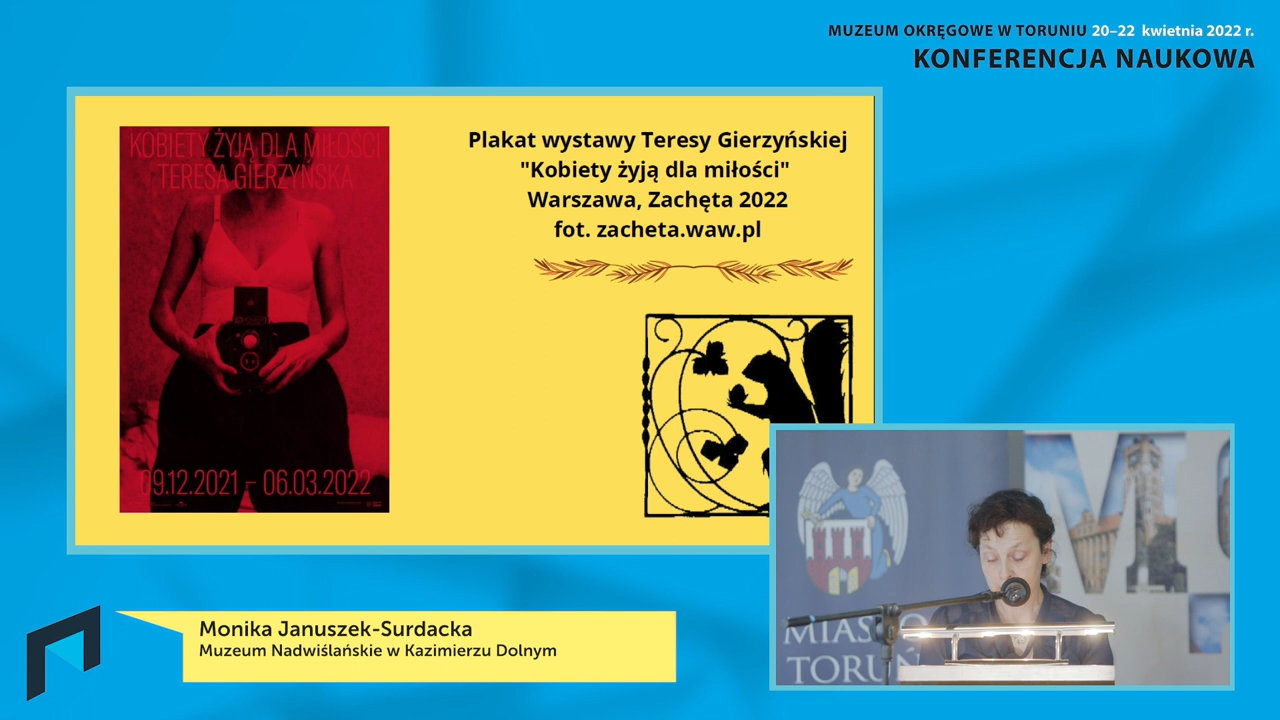 MUZEUM OKRĘGOWE W TORUNIU 20–22 kwietnia 2022 r.
KONFERENCJA NAUKOWA
KOBIETY ŻYJĄ DLA MIŁOŚCI
TERESA GIERZYŃSKA
09.12.2021 – 06.03.2022
Plakat wystawy Teresy Gierzyńskiej
"Kobiety żyją dla miłości"
Warszawa, Zachęta 2022
fot. zacheta.waw.pl
MIASTO
TORUŃ
Monika Januszek-Surdacka
Muzeum Nadwiślańskie w Kazimierzu Dolnym